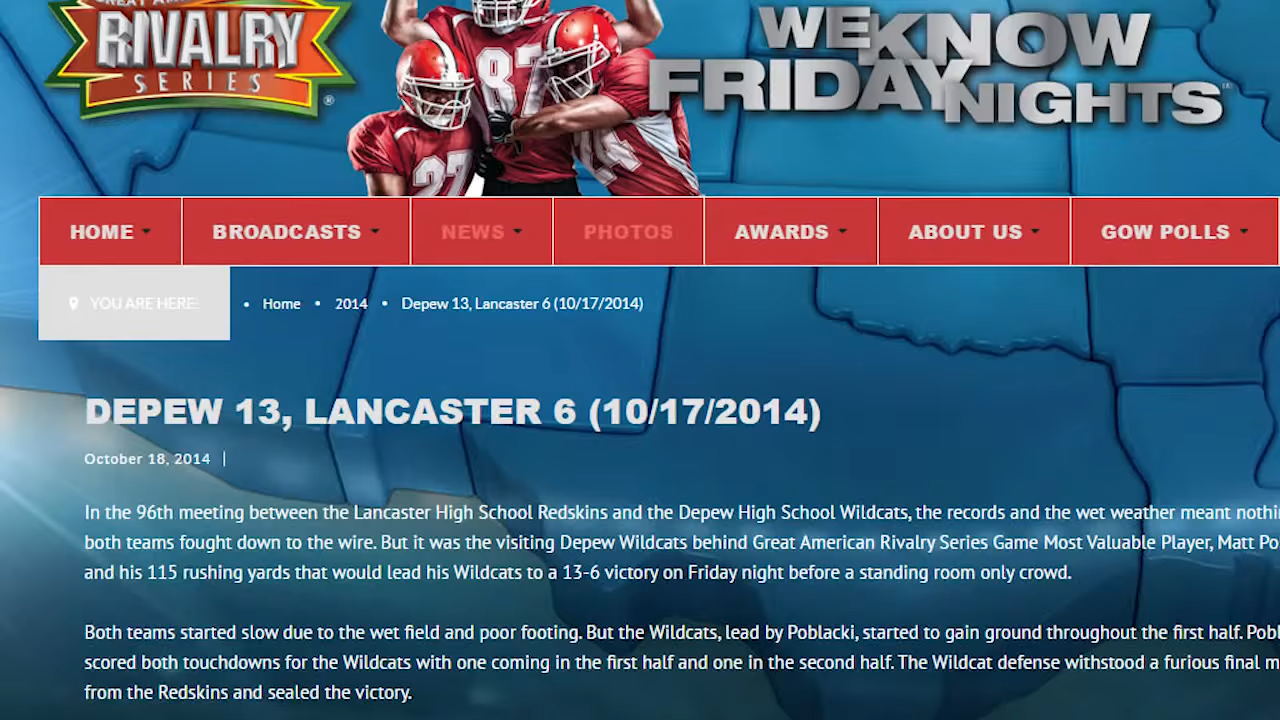 GREAT AM
RIVALRY
SERIES
®
WE KNOW
FRIDAY
NIGHTS
87
27
24
HOME
BROADCASTS
NEWS
PHOTOS
AWARDS
ABOUT US
GOW POLLS
YOU ARE HERE:
• Home • 2014 • Depew 13, Lancaster 6 (10/17/2014)
DEPEW 13, LANCASTER 6 (10/17/2014)
October 18, 2014 |
In the 96th meeting between the Lancaster High School Redskins and the Depew High School Wildcats, the records and the wet weather meant nothin
both teams fought down to the wire. But it was the visiting Depew Wildcats behind Great American Rivalry Series Game Most Valuable Player, Matt Po
and his 115 rushing yards that would lead his Wildcats to a 13-6 victory on Friday night before a standing room only crowd.
Both teams started slow due to the wet field and poor footing. But the Wildcats, lead by Poblacki, started to gain ground throughout the first half. Pobl
scored both touchdowns for the Wildcats with one coming in the first half and one in the second half. The Wildcat defense withstood a furious final m
from the Redskins and sealed the victory.